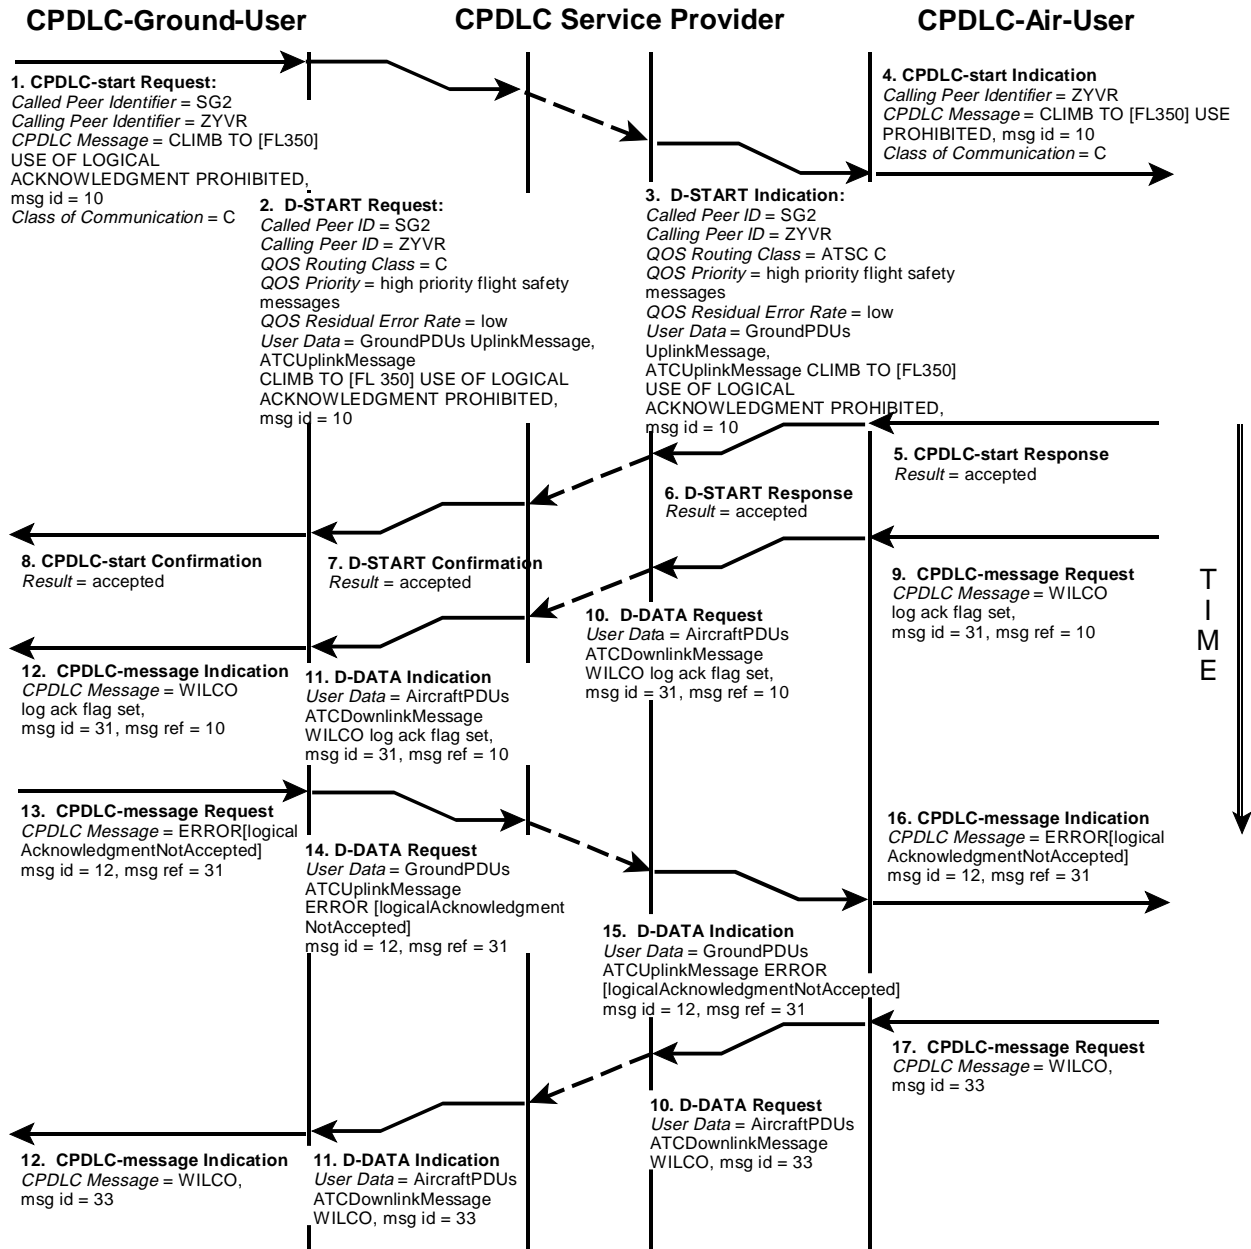 CPDLC-Ground-User
CPDLC Service Provider
CPDLC-Air-User
1. CPDLC-start Request:
Called Peer Identifier = SG2
Calling Peer Identifier = ZYVR
CPDLC Message = CLIMB TO [FL350]
USE OF LOGICAL
ACKNOWLEDGMENT PROHIBITED,
msg id = 10
Class of Communication = C
2. D-START Request:
Called Peer ID = SG2
Calling Peer ID = ZYVR
QOS Routing Class = C
QOS Priority = high priority flight safety
messages
QOS Residual Error Rate = low
User Data = GroundPDUs UplinkMessage,
ATCUplinkMessage
CLIMB TO [FL 350] USE OF LOGICAL
ACKNOWLEDGMENT PROHIBITED,
msg id = 10
3. D-START Indication:
Called Peer ID = SG2
Calling Peer ID = ZYVR
QOS Routing Class = ATSC C
QOS Priority = high priority flight safety
messages
QOS Residual Error Rate = low
User Data = GroundPDUs
UplinkMessage,
ATCUplinkMessage CLIMB TO [FL350]
USE OF LOGICAL
ACKNOWLEDGMENT PROHIBITED,
msg id = 10
4. CPDLC-start Indication
Calling Peer Identifier = ZYVR
CPDLC Message = CLIMB TO [FL350] USE
PROHIBITED, msg id = 10
Class of Communication = C
5. CPDLC-start Response
Result = accepted
6. D-START Response
Result = accepted
7. D-START Confirmation
Result = accepted
8. CPDLC-start Confirmation
Result = accepted
9. CPDLC-message Request
CPDLC Message = WILCO
log ack flag set,
msg id = 31, msg ref = 10
10. D-DATA Request
User Data = AircraftPDUs
ATCDownlinkMessage
WILCO log ack flag set,
msg id = 31, msg ref = 10
11. D-DATA Indication
User Data = AircraftPDUs
ATCDownlinkMessage
WILCO log ack flag set,
msg id = 31, msg ref = 10
12. CPDLC-message Indication
CPDLC Message = WILCO
log ack flag set,
msg id = 31, msg ref = 10
T
I
M
E
13. CPDLC-message Request
CPDLC Message = ERROR[logical
AcknowledgmentNotAccepted]
msg id = 12, msg ref = 31
14. D-DATA Request
User Data = GroundPDUs
ATCUplinkMessage
ERROR [logicalAcknowledgment
NotAccepted]
msg id = 12, msg ref = 31
15. D-DATA Indication
User Data = GroundPDUs
ATCUplinkMessage ERROR
[logicalAcknowledgmentNotAccepted]
msg id = 12, msg ref = 31
16. CPDLC-message Indication
CPDLC Message = ERROR[logical
AcknowledgmentNotAccepted]
msg id = 12, msg ref = 31
17. CPDLC-message Request
CPDLC Message = WILCO,
msg id = 33
10. D-DATA Request
User Data = AircraftPDUs
ATCDownlinkMessage
WILCO, msg id = 33
11. D-DATA Indication
User Data = AircraftPDUs
ATCDownlinkMessage
WILCO, msg id = 33
12. CPDLC-message Indication
CPDLC Message = WILCO,
msg id = 33